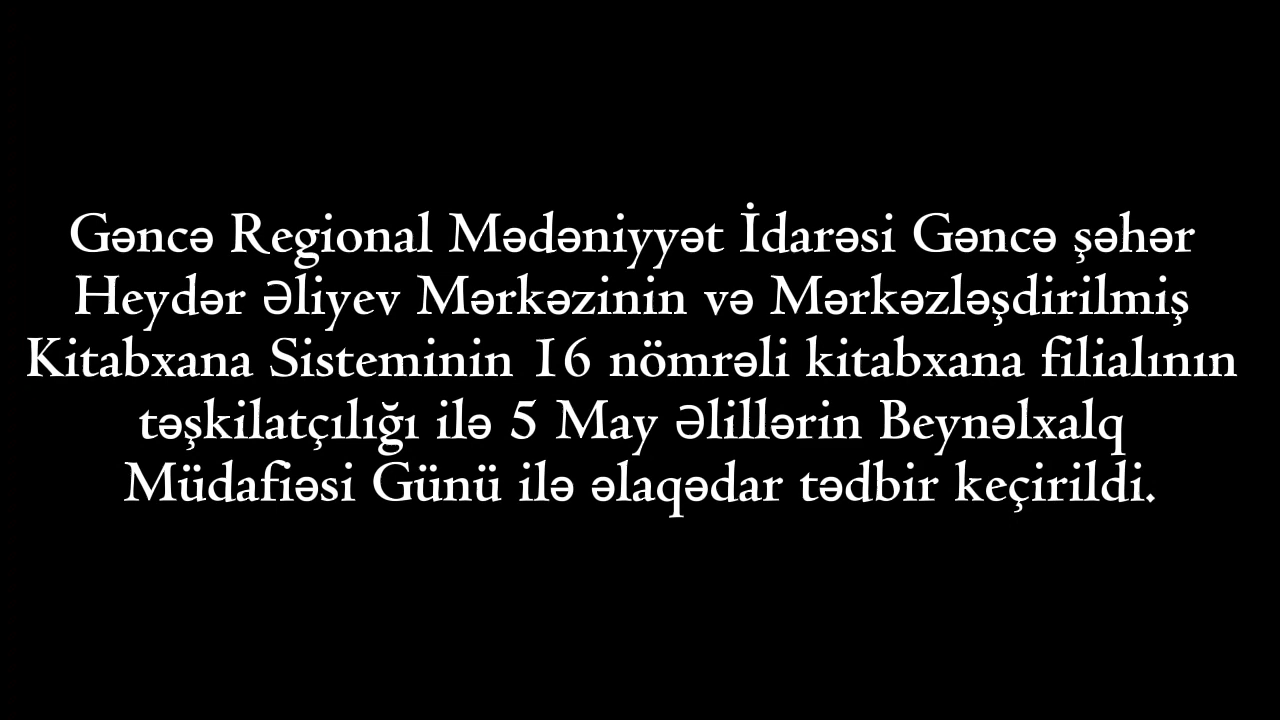 Gəncə Regional Mədəniyyət İdarəsi Gəncə şəhər
Heydər Əliyev Mərkəzinin və Mərkəzləşdirilmiş
Kitabxana Sisteminin 16 nömrəli kitabxana filialının
təşkilatçılığı ilə 5 May Əlillərin Beynəlxalq
Müdafiəsi Günü ilə əlaqədar tədbir keçirildi.